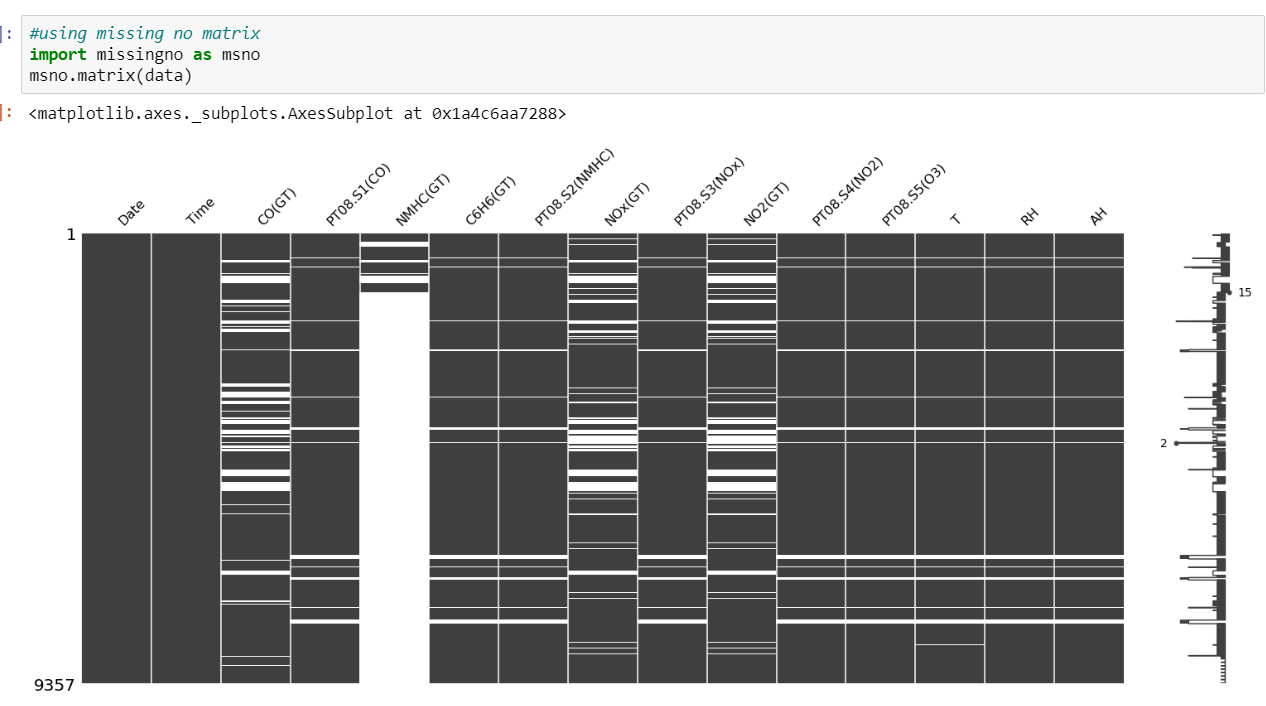 ]: #using missing no matrix
import missingno as msno
msno.matrix(data)
]: <matplotlib.axes._subplots.AxesSubplot at 0x1a4c6aa7288>
Date Time CO(GT) PT08.S1(CO) NMHC(GT) C6H6(GT) PT08.S2(NMHC) NOx(GT) PT08.S3(NOx) NO2(GT) PT08.S4(NO2) PT08.S5(O3) T RH AH
1
15
2
9357